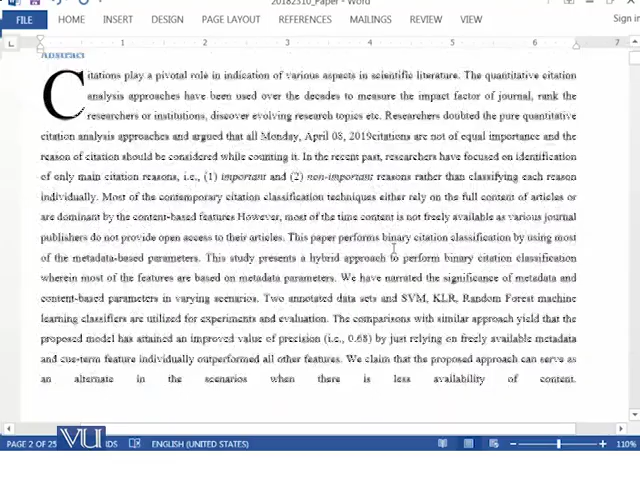 20182310_Paper - Word
FILE HOME INSERT DESIGN PAGE LAYOUT REFERENCES MAILINGS REVIEW VIEW Sign in
1 2 3 4 5 6 7
Abstract
Citations play a pivotal role in indication of various aspects in scientific literature. The quantitative citation
analysis approaches have been used over the decades to measure the impact factor of journal, rank the
researchers or institutions, discover evolving research topics etc. Researchers doubted the pure quantitative
citation analysis approaches and argued that all Monday, April 08, 2019citations are not of equal importance and the
reason of citation should be considered while counting it. In the recent past, researchers have focused on identification
of only main citation reasons, i.e., (1) important and (2) non-important reasons rather than classifying each reason
individually. Most of the contemporary citation classification techniques either rely on the full content of articles or
are dominant by the content-based features However, most of the time content is not freely available as various journal
publishers do not provide open access to their articles. This paper performs binary citation classification by using most
of the metadata-based parameters. This study presents a hybrid approach to perform binary citation classification
wherein most of the features are based on metadata parameters. We have narrated the significance of metadata and
content-based parameters in varying scenarios. Two annotated data sets and SVM, KLR, Random Forest machine
learning classifiers are utilized for experiments and evaluation. The comparisons with similar approach yield that the
proposed model has attained an improved value of precision (i.e., 0.68) by just relying on freely available metadata
and cue-term feature individually outperformed all other features. We claim that the proposed approach can serve as
an alternate in the scenarios when there is less availability of content.
PAGE 2 OF 25 VU RDS ENGLISH (UNITED STATES) 110%